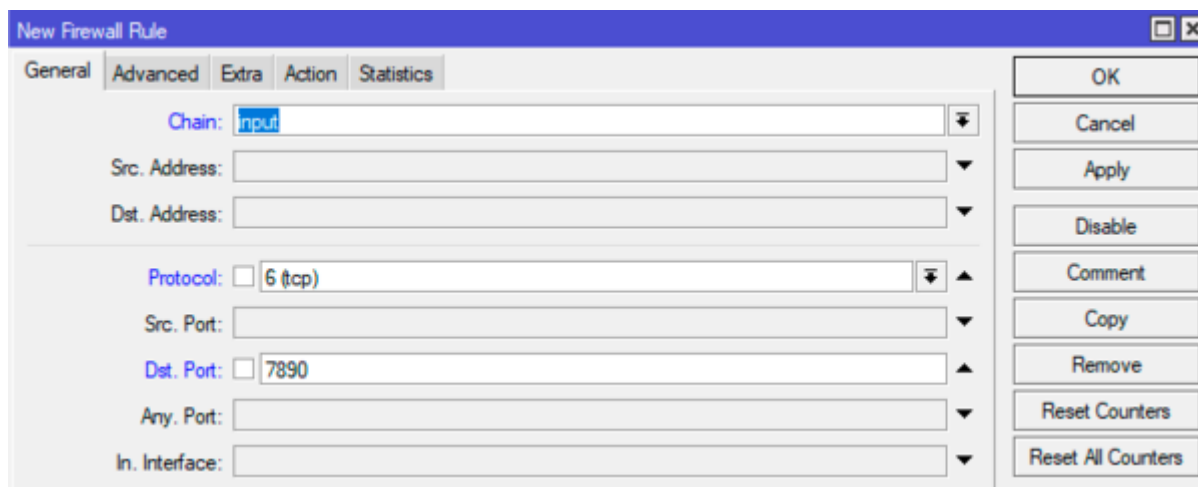 New Firewall Rule
General Advanced Extra Action Statistics
Chain: input
Src. Address:
Dst. Address:
Protocol: 6 (tcp)
Src. Port:
Dst. Port: 7890
Any. Port:
In. Interface:
OK
Cancel
Apply
Disable
Comment
Copy
Remove
Reset Counters
Reset All Counters